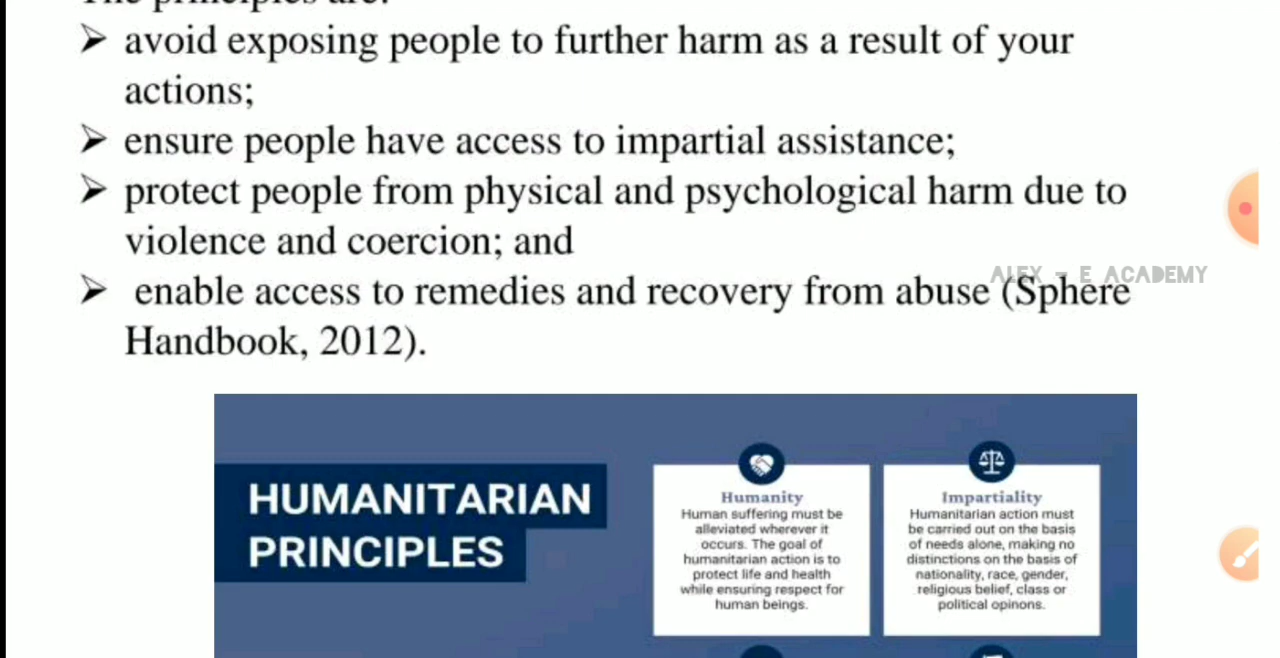 The principles are:
➢ avoid exposing people to further harm as a result of your
actions;
➢ ensure people have access to impartial assistance;
➢ protect people from physical and psychological harm due to
violence and coercion; and
➢ enable access to remedies and recovery from abuse (Sphere
Handbook, 2012).
ALEX - E ACADEMY
HUMANITARIAN
PRINCIPLES
Humanity
Human suffering must be
alleviated wherever it
occurs. The goal of
humanitarian action is to
protect life and health
while ensuring respect for
human beings.
Impartiality
Humanitarian action must
be carried out on the basis
of needs alone, making no
distinctions on the basis of
nationality, race, gender,
religious belief, class or
political opinons.